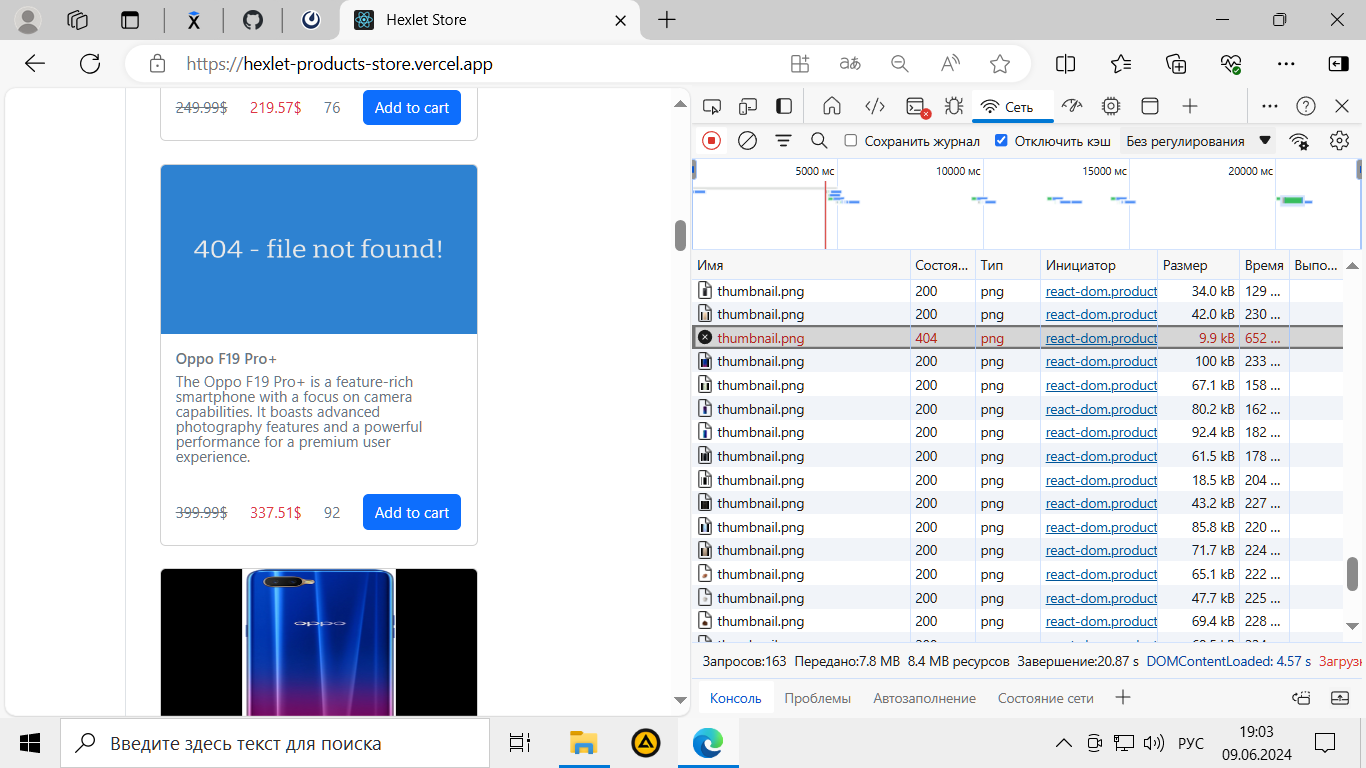 Hexlet Store
https://hexlet-products-store.vercel.app
249.99$ 219.57$ 76 Add to cart
404 - file not found!
Oppo F19 Pro+
The Oppo F19 Pro+ is a feature-rich
smartphone with a focus on camera
capabilities. It boasts advanced
photography features and a powerful
performance for a premium user
experience.
399.99$ 337.51$ 92 Add to cart
oppo
Сеть
Сохранить журнал Отключить кэш Без регулирования
5000 мс 10000 мс 15000 мс 20000 мс
Имя Состоя... Тип Инициатор Размер Время Выпо...
thumbnail.png 200 png react-dom.product 34.0 kB 129 ...
thumbnail.png 200 png react-dom.product 42.0 kB 230 ...
thumbnail.png 404 png react-dom.product 9.9 kB 652 ...
thumbnail.png 200 png react-dom.product 100 kB 233 ...
thumbnail.png 200 png react-dom.product 67.1 kB 158 ...
thumbnail.png 200 png react-dom.product 80.2 kB 162 ...
thumbnail.png 200 png react-dom.product 92.4 kB 182 ...
thumbnail.png 200 png react-dom.product 61.5 kB 178 ...
thumbnail.png 200 png react-dom.product 18.5 kB 204 ...
thumbnail.png 200 png react-dom.product 43.2 kB 227 ...
thumbnail.png 200 png react-dom.product 85.8 kB 220 ...
thumbnail.png 200 png react-dom.product 71.7 kB 224 ...
thumbnail.png 200 png react-dom.product 65.1 kB 222 ...
thumbnail.png 200 png react-dom.product 47.7 kB 225 ...
thumbnail.png 200 png react-dom.product 69.4 kB 228 ...
Запросов:163 Передано:7.8 MB 8.4 MB ресурсов Завершение:20.87 s DOMContentLoaded: 4.57 s Загрузк
Консоль Проблемы Автозаполнение Состояние сети
Введите здесь текст для поиска
РУС
19:03
09.06.2024